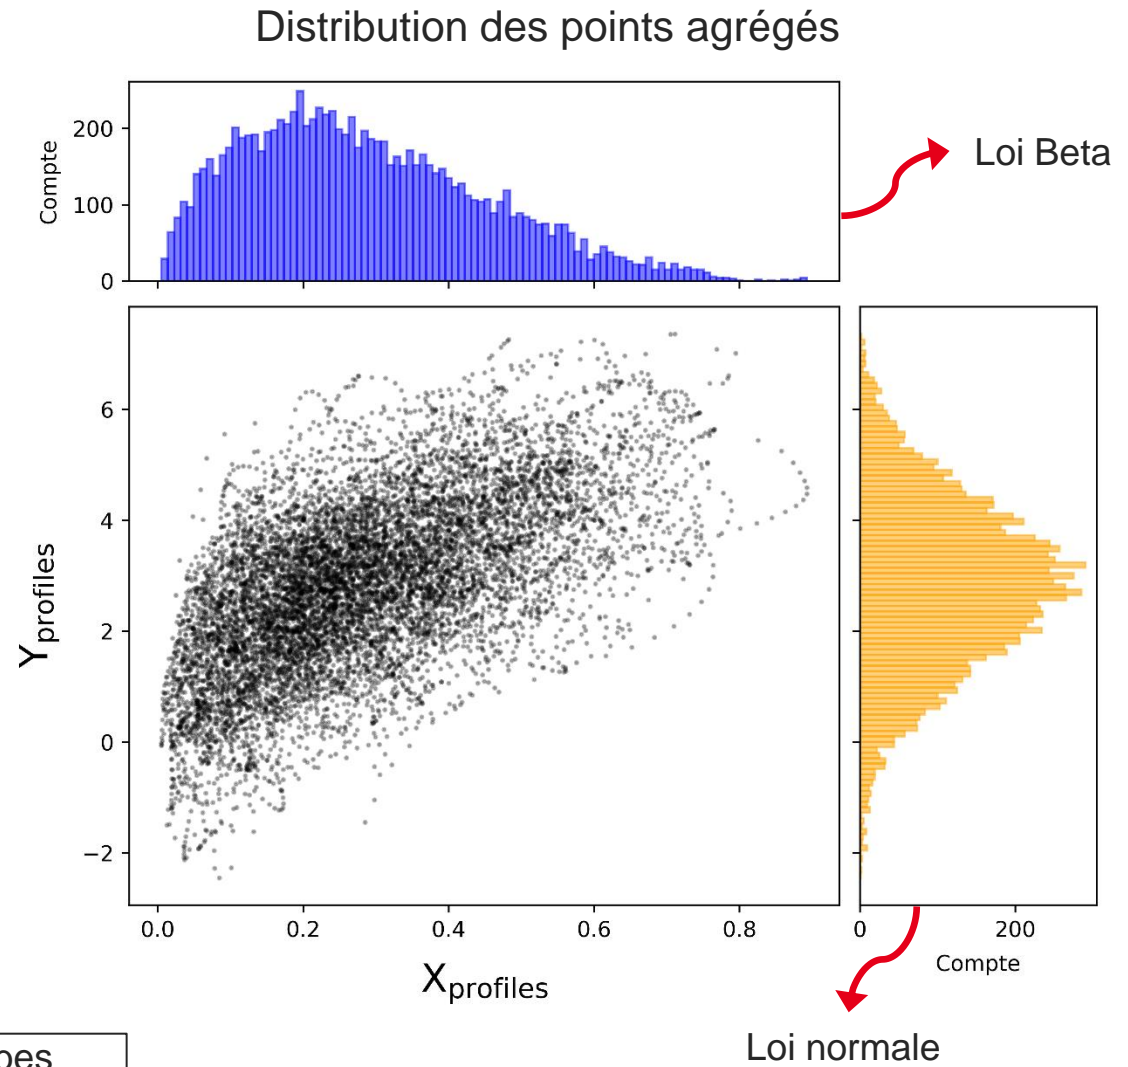 Distribution des points agrégés
Compte
200
100
0
Loi Beta
Yprofiles
6
4
2
0
−2
0.0 0.2 0.4 0.6 0.8
Xprofiles
0 200
Compte
Loi normale